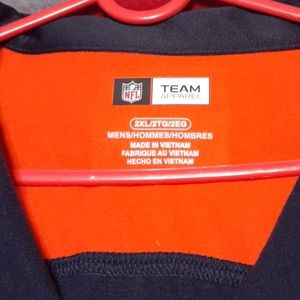 NFL
TEAM
APPAREL
2XL/2TG/2EG
MENS/HOMMES/HOMBRES
MADE IN VIETNAM
FABRIQUE AU VIETNAM
HECHO EN VIETNAM